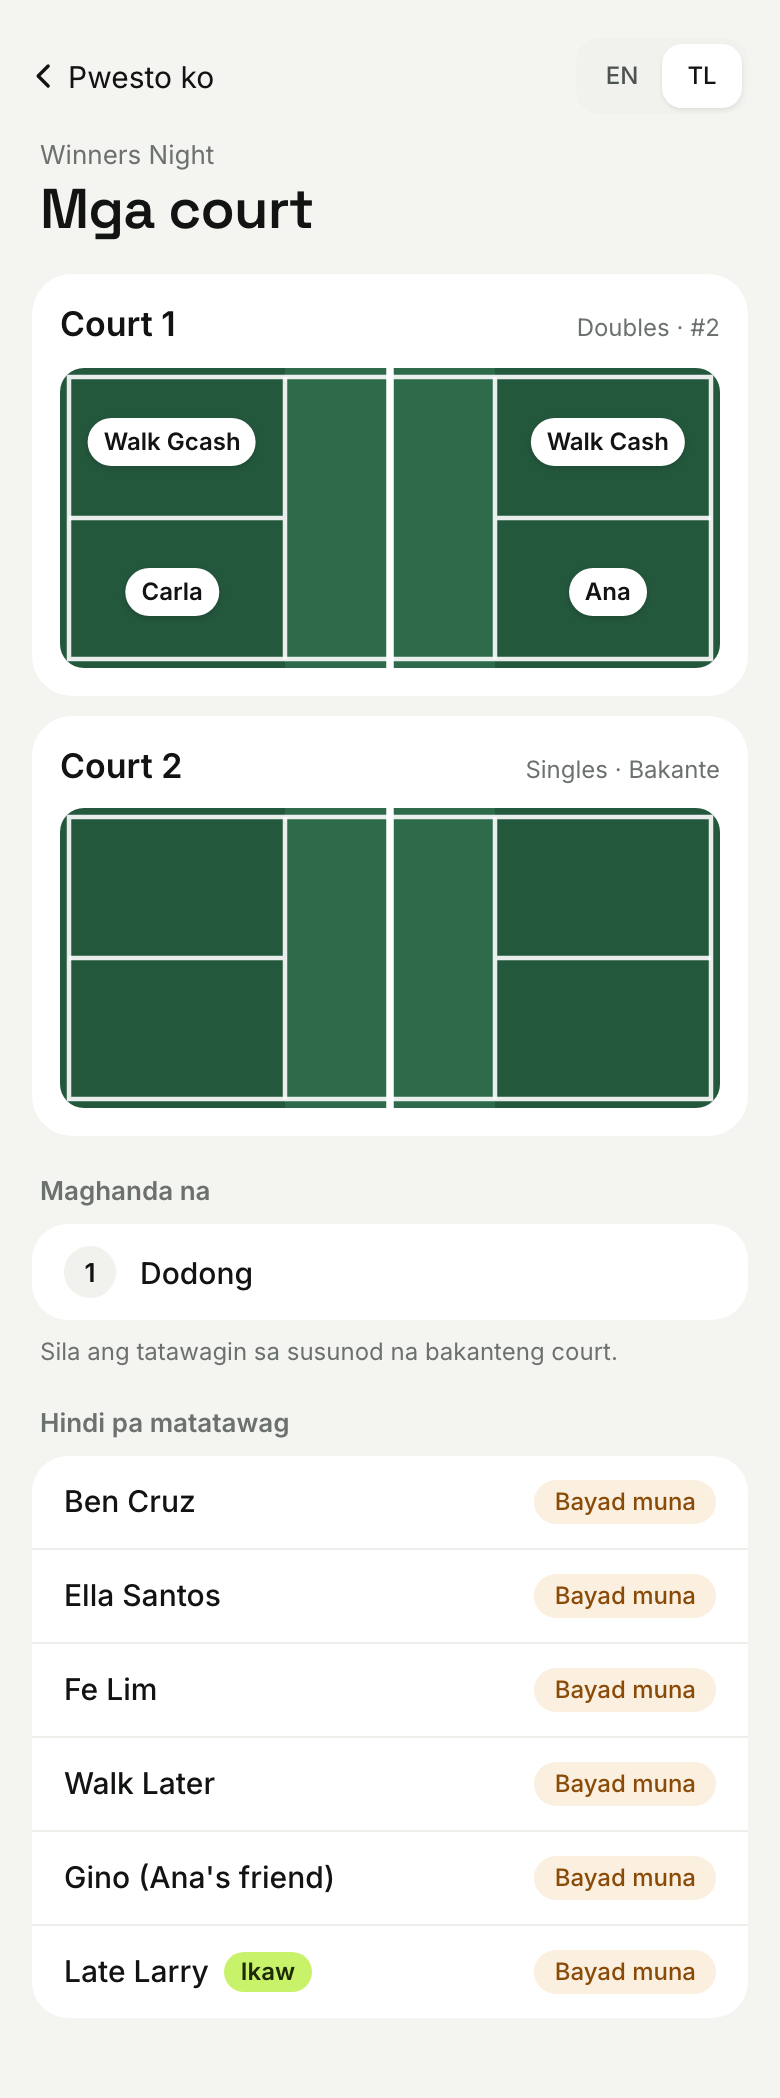 Pwesto ko
EN TL
Winners Night
Mga court
Court 1
Doubles · #2
Walk Gcash
Walk Cash
Carla
Ana
Court 2
Singles · Bakante
Maghanda na
1 Dodong
Sila ang tatawagin sa susunod na bakanteng court.
Hindi pa matatawag
Ben Cruz Bayad muna
Ella Santos Bayad muna
Fe Lim Bayad muna
Walk Later Bayad muna
Gino (Ana's friend) Bayad muna
Late Larry Ikaw Bayad muna